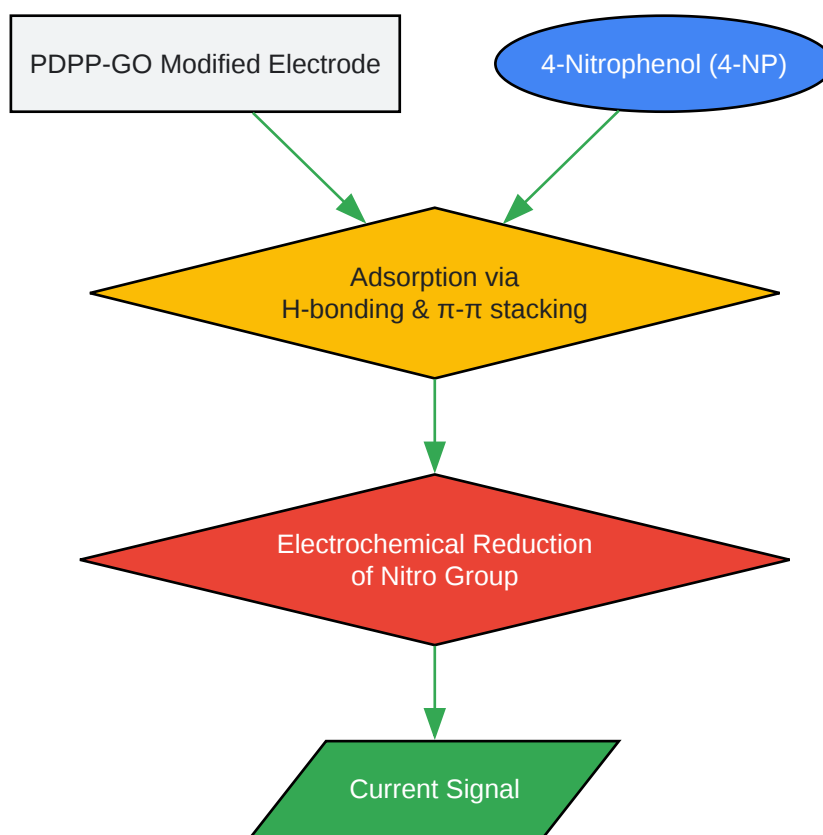 PDPP-GO Modified Electrode
4-Nitrophenol (4-NP)
Adsorption via
H-bonding & π-π stacking
Electrochemical Reduction
of Nitro Group
Current Signal